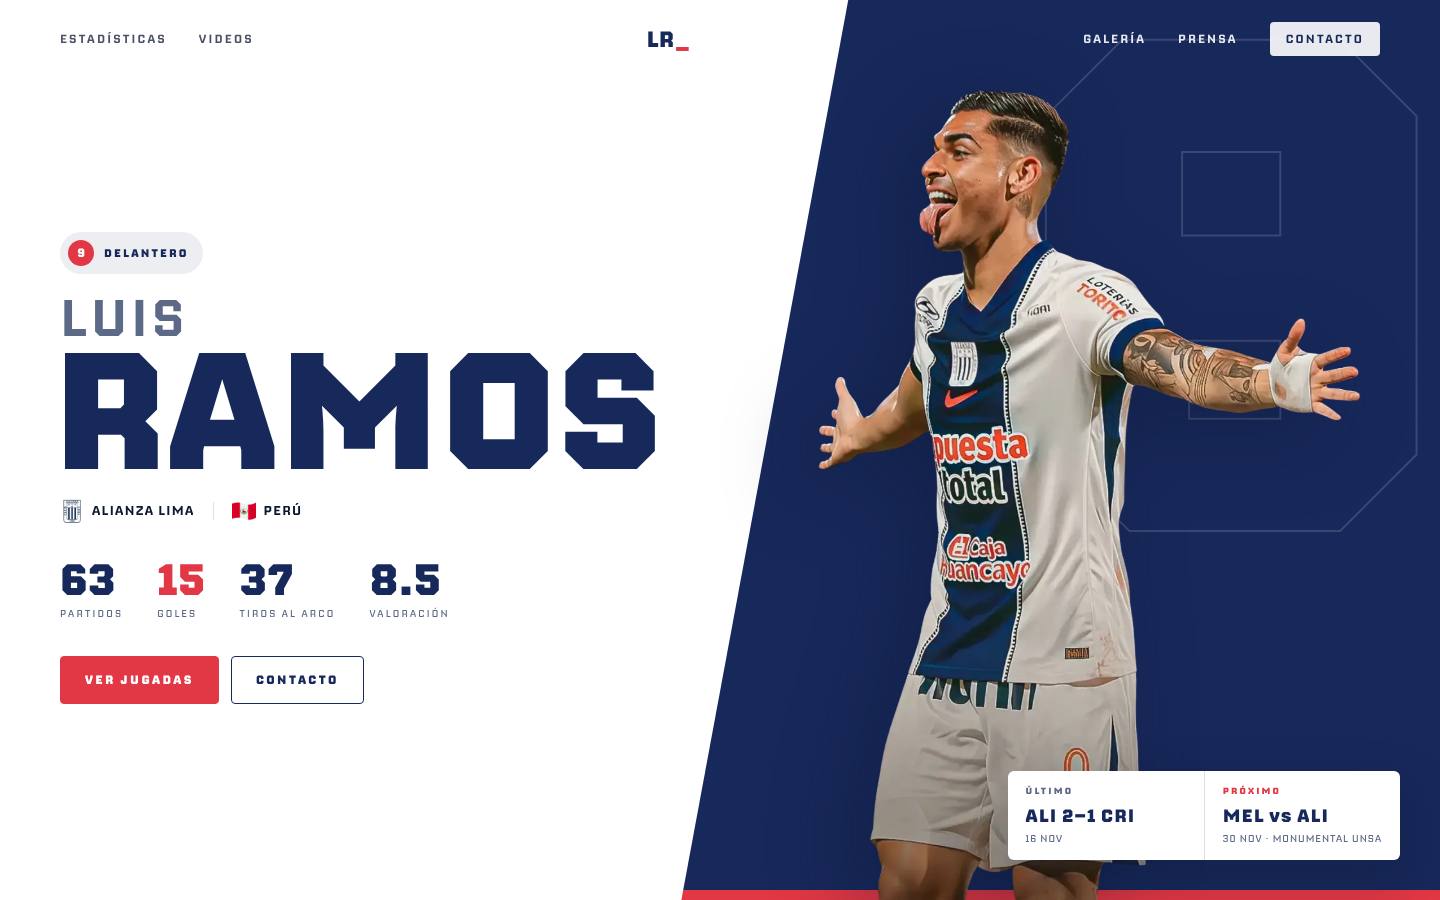 ESTADÍSTICAS
VIDEOS
LR_
GALERÍA
PRENSA
CONTACTO
9
DELANTERO
LUIS
RAMOS
ALIANZA LIMA
PERÚ
63
PARTIDOS
15
GOLES
37
TIROS AL ARCO
8.5
VALORACIÓN
VER JUGADAS
CONTACTO
LOTERÍAS
TORITO
puesta
total
Caja
Huancayo
ÚLTIMO
ALI 2–1 CRI
16 NOV
PRÓXIMO
MEL vs ALI
30 NOV · MONUMENTAL UNSA